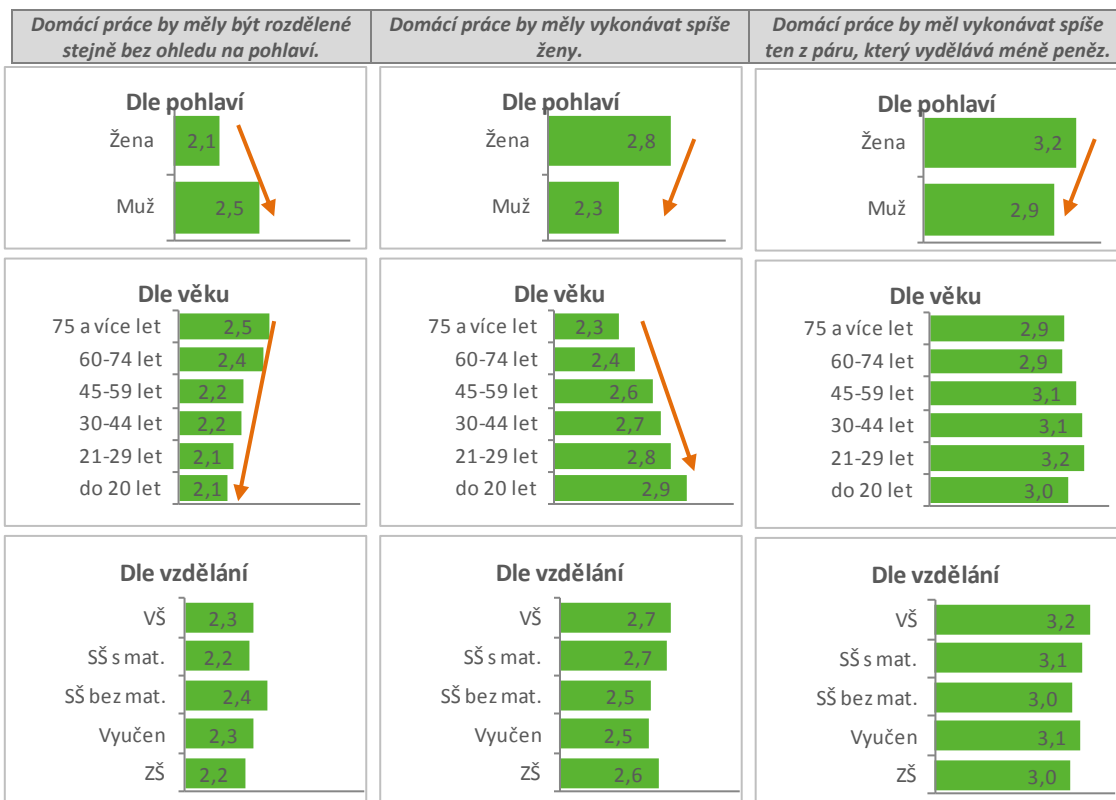 Domácí práce by měly být rozdělené
stejně bez ohledu na pohlaví.
Domácí práce by měly vykonávat spíše
ženy.
Domácí práce by měl vykonávat spíše
ten z páru, který vydělává méně peněz.
Dle pohlaví
Žena 2,1
Muž 2,5
Dle pohlaví
Žena 2,8
Muž 2,3
Dle pohlaví
Žena 3,2
Muž 2,9
Dle věku
75 a více let 2,5
60-74 let 2,4
45-59 let 2,2
30-44 let 2,2
21-29 let 2,1
do 20 let 2,1
Dle věku
75 a více let 2,3
60-74 let 2,4
45-59 let 2,6
30-44 let 2,7
21-29 let 2,8
do 20 let 2,9
Dle věku
75 a více let 2,9
60-74 let 2,9
45-59 let 3,1
30-44 let 3,1
21-29 let 3,2
do 20 let 3,0
Dle vzdělání
VŠ 2,3
SŠ s mat. 2,2
SŠ bez mat. 2,4
Vyučen 2,3
ZŠ 2,2
Dle vzdělání
VŠ 2,7
SŠ s mat. 2,7
SŠ bez mat. 2,5
Vyučen 2,5
ZŠ 2,6
Dle vzdělání
VŠ 3,2
SŠ s mat. 3,1
SŠ bez mat. 3,0
Vyučen 3,1
ZŠ 3,0